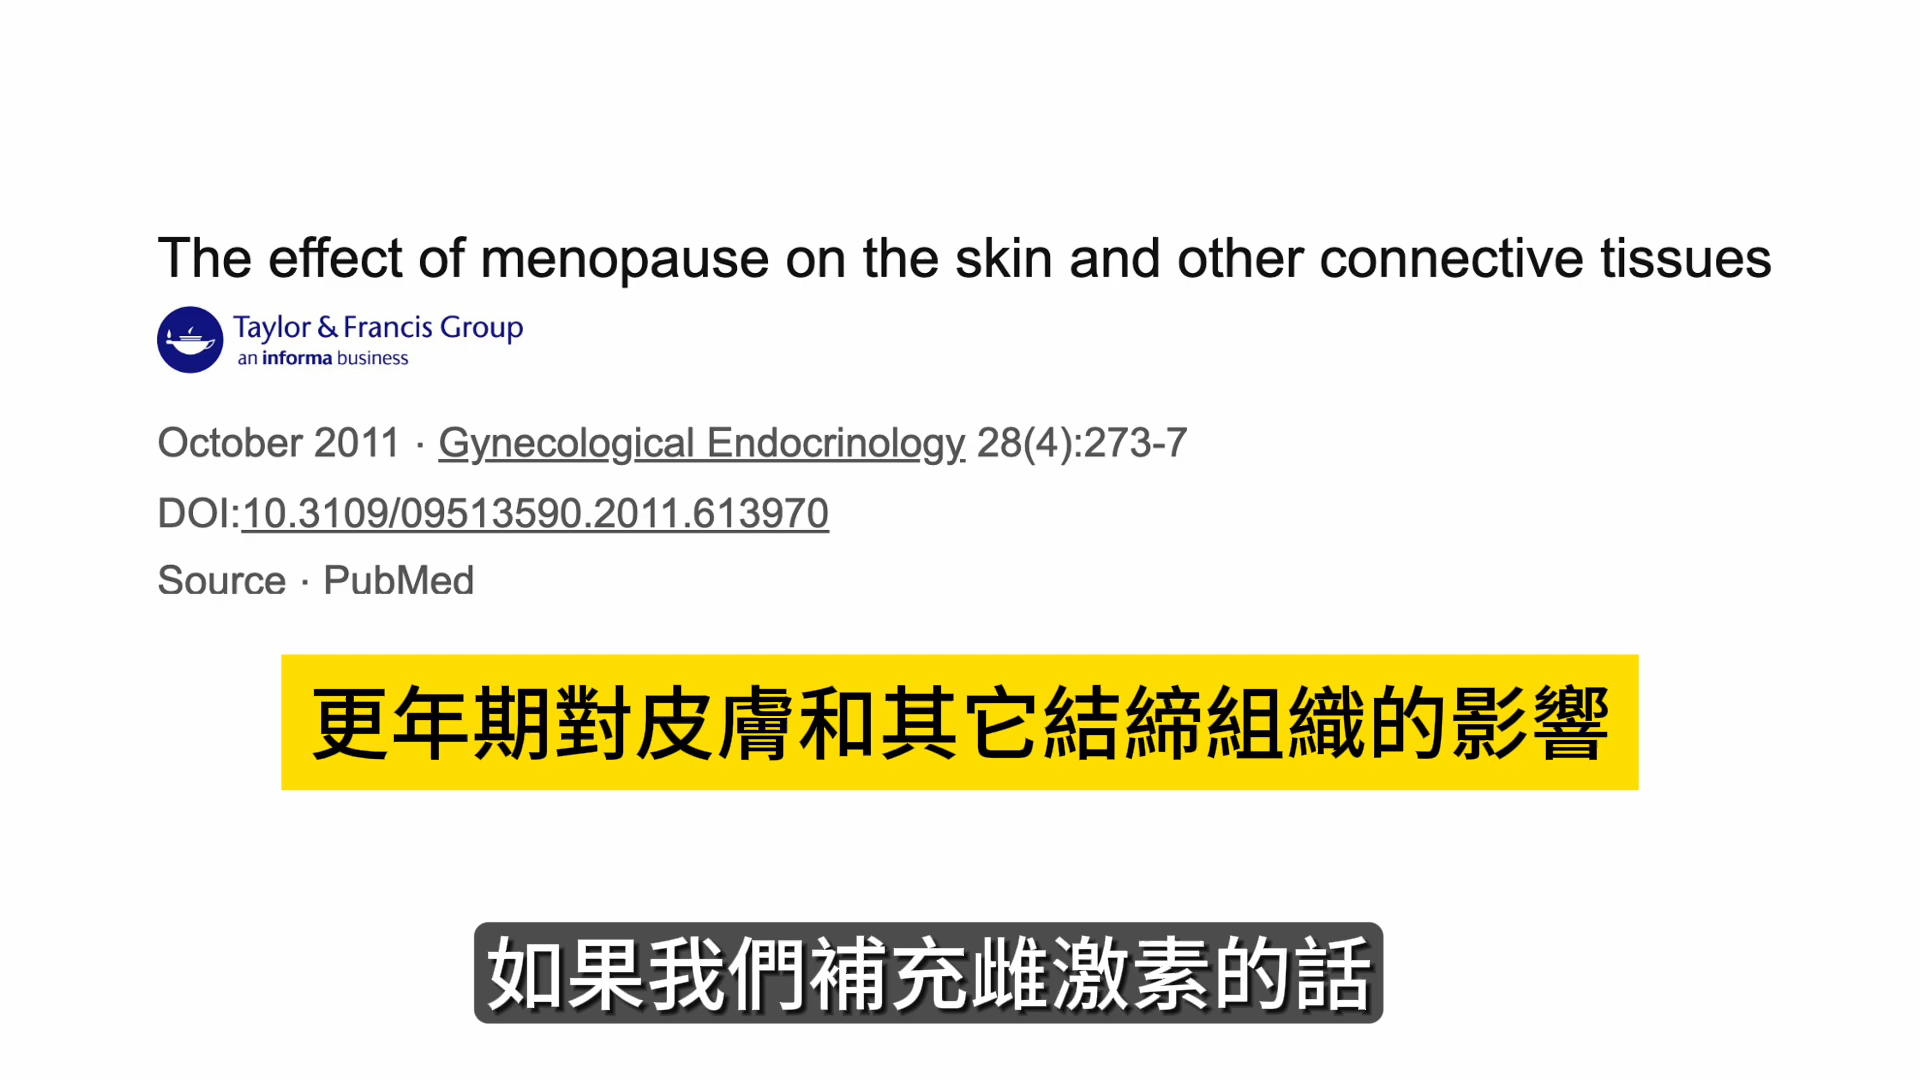 The effect of menopause on the skin and other connective tissues
Taylor & Francis Group
an informa business
October 2011 · Gynecological Endocrinology 28(4):273-7
DOI:10.3109/09513590.2011.613970
Source · PubMed
更年期對皮膚和其它結締組織的影響
如果我們補充雌激素的話